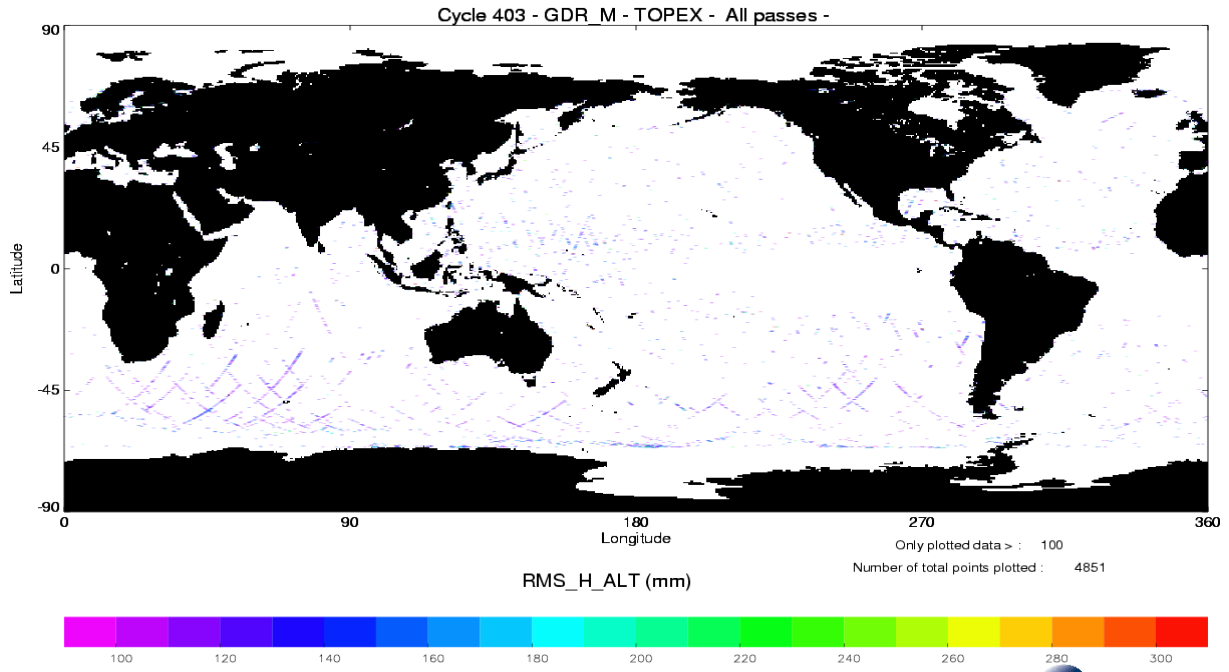 Cycle 403 - GDR_M - TOPEX - All passes -
90
45
0
-45
-90
Latitude
0 90 180 270 360
Longitude
Only plotted data > : 100
Number of total points plotted : 4851
RMS_H_ALT (mm)
100 120 140 160 180 200 220 240 260 280 300